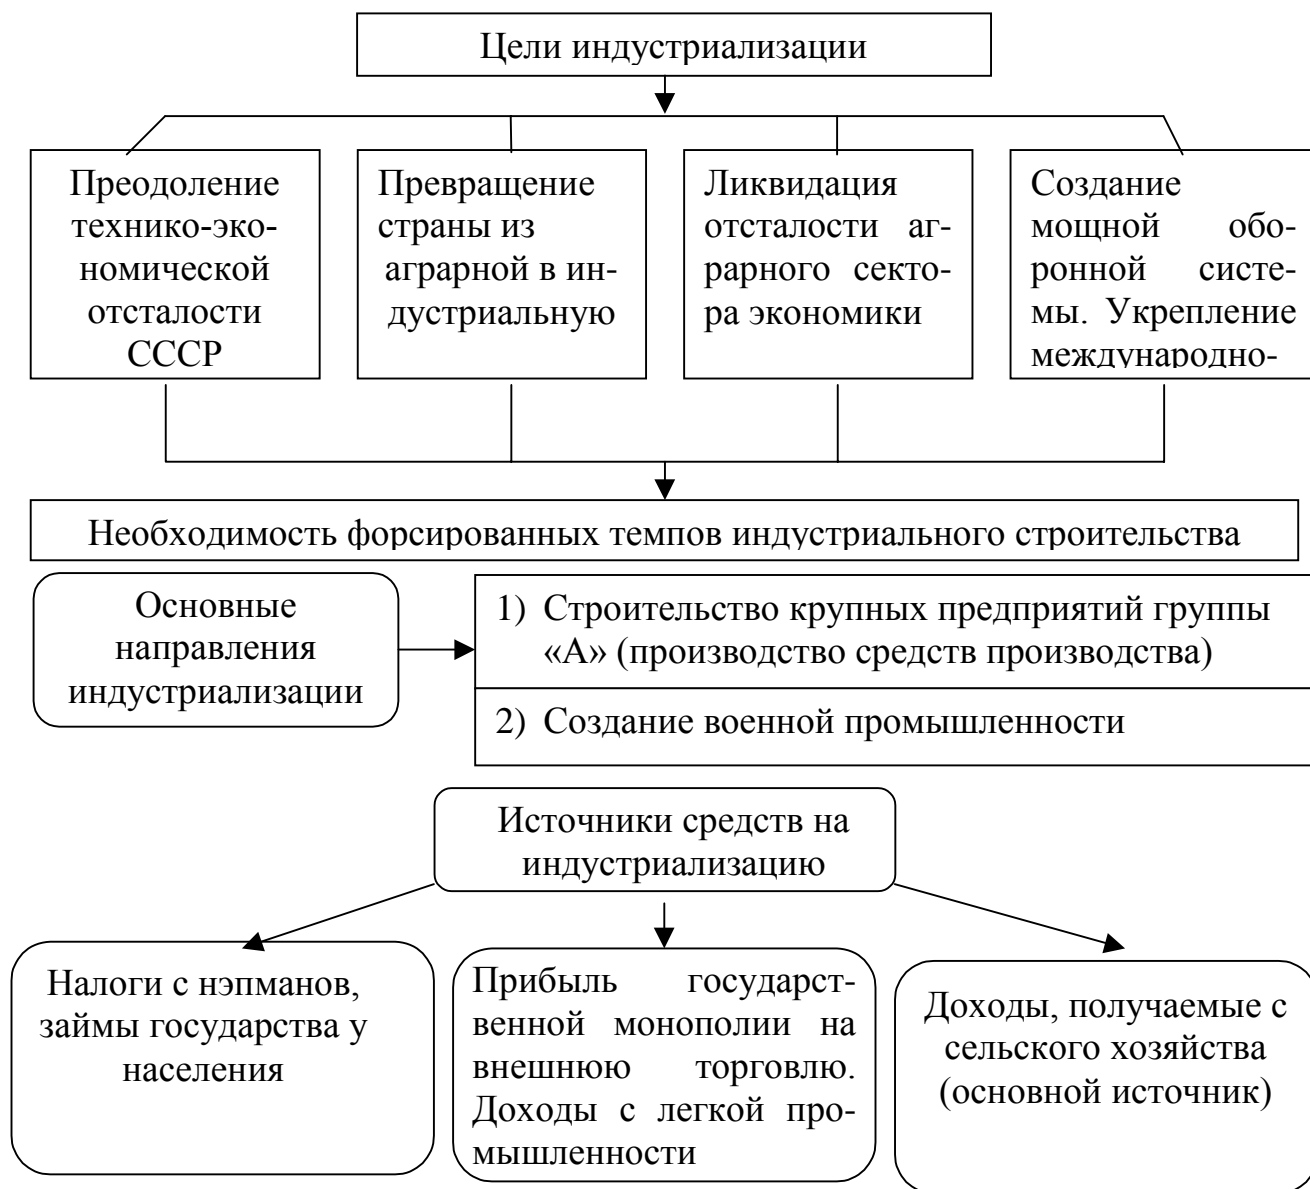 Цели индустриализации
Преодоление
технико-эко-
номической
отсталости
СССР
Превращение
страны из
аграрной в ин-
дустриальную
Ликвидация
отсталости аг-
рарного секто-
ра экономики
Создание
мощной обо-
ронной систе-
мы. Укрепление
международно-
Необходимость форсированных темпов индустриального строительства
Основные
направления
индустриализации
1) Строительство крупных предприятий группы
«А» (производство средств производства)
2) Создание военной промышленности
Источники средств на
индустриализацию
Налоги с нэпманов,
займы государства у
населения
Прибыль государст-
венной монополии на
внешнюю торговлю.
Доходы с легкой про-
мышленности
Доходы, получаемые с
сельского хозяйства
(основной источник)